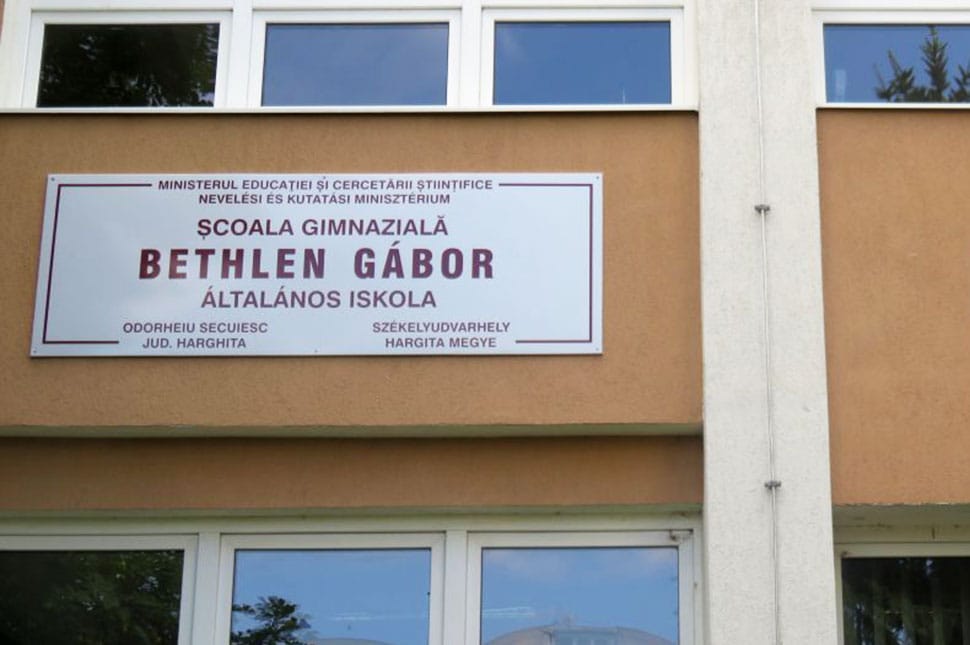 MINISTERUL EDUCAȚIEI ȘI CERCETĂRII ȘTIINȚIFICE
NEVELÉSI ÉS KUTATÁSI MINISZTÉRIUM
ȘCOALA GIMNAZIALĂ
BETHLEN GÁBOR
ÁLTALÁNOS ISKOLA
ODORHEIU SECUIESC
JUD. HARGHITA
SZÉKELYUDVARHELY
HARGITA MEGYE